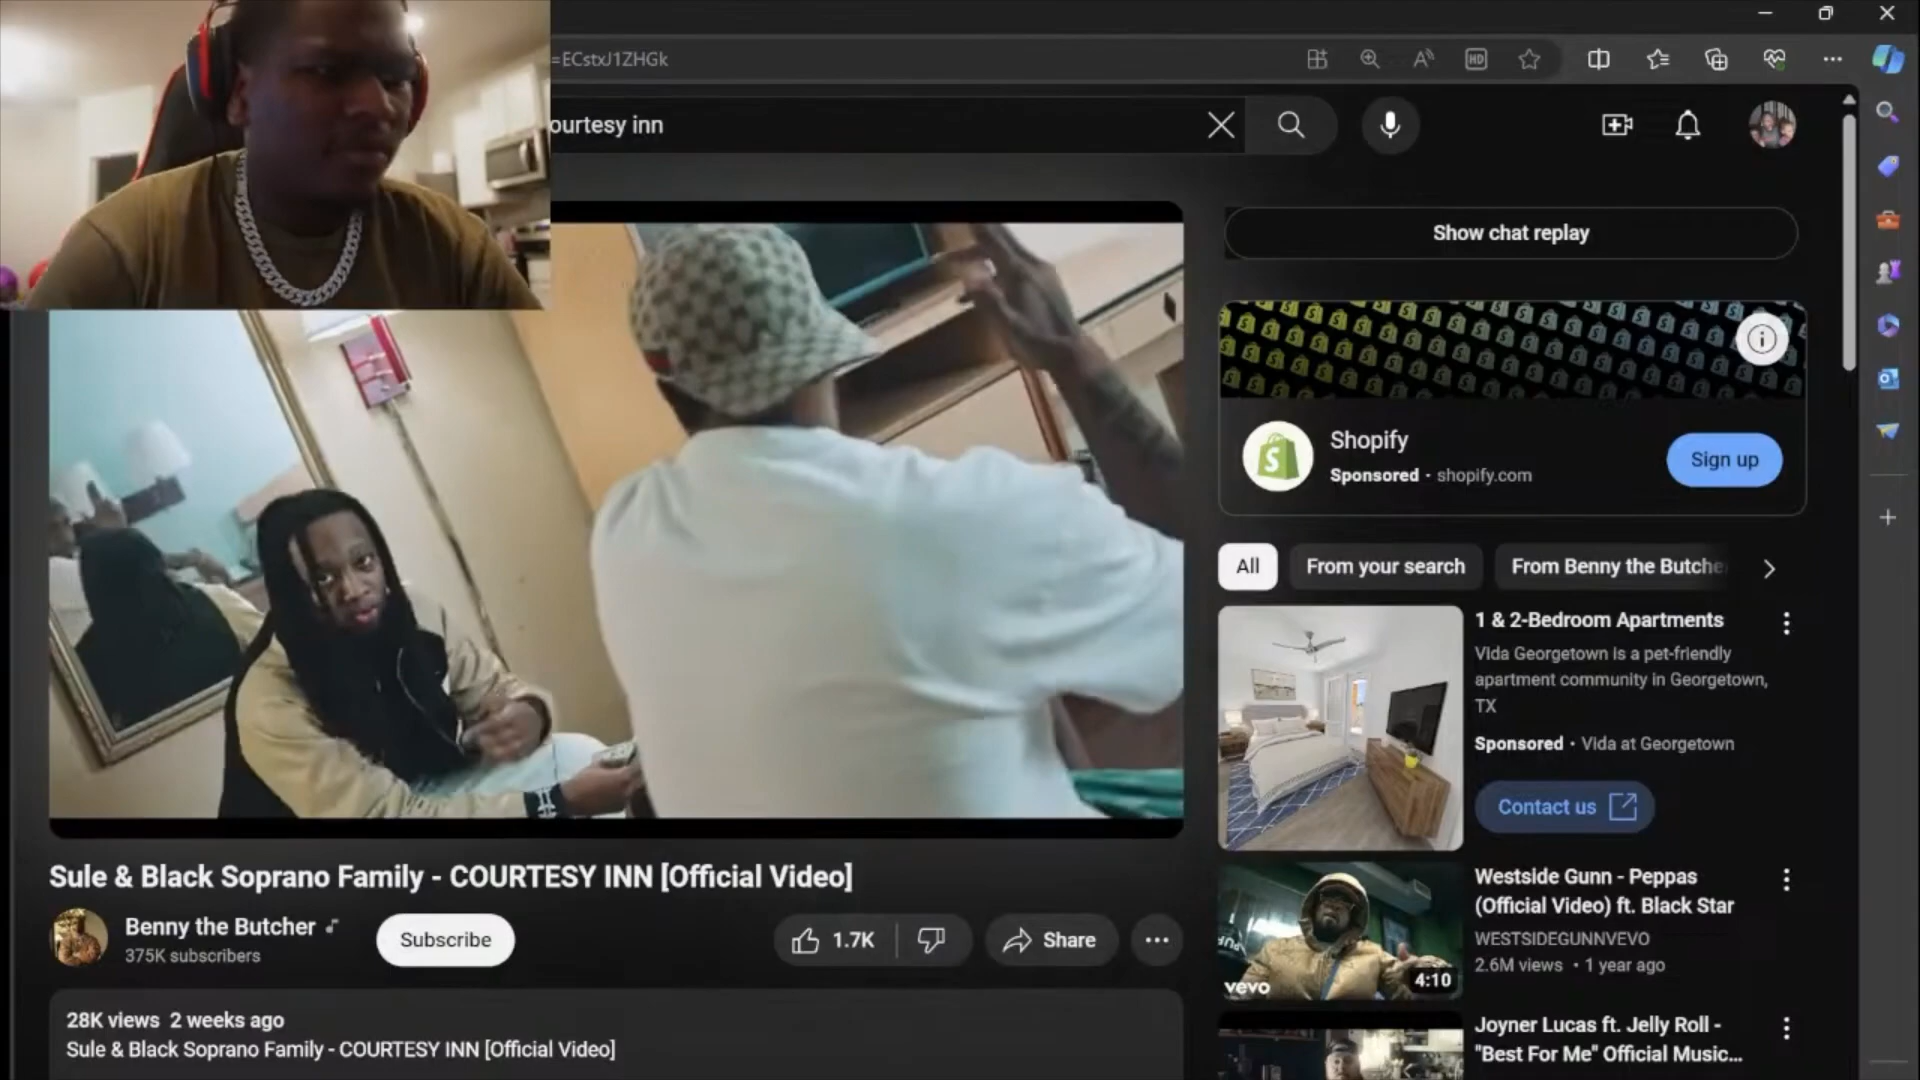 =ECstxJ1ZHGk
HD
ourtesy inn
Show chat replay
Shopify
Sponsored · shopify.com
Sign up
All
From your search
From Benny the Butche
1 & 2-Bedroom Apartments
Vida Georgetown is a pet-friendly
apartment community in Georgetown,
TX
Sponsored · Vida at Georgetown
Contact us
Sule & Black Soprano Family - COURTESY INN [Official Video]
Benny the Butcher
375K subscribers
Subscribe
1.7K
Share
28K views 2 weeks ago
Sule & Black Soprano Family - COURTESY INN [Official Video]
Westside Gunn - Peppas
(Official Video) ft. Black Star
WESTSIDEGUNNVEVO
2.6M views · 1 year ago
vevo
4:10
Joyner Lucas ft. Jelly Roll -
"Best For Me" Official Music...